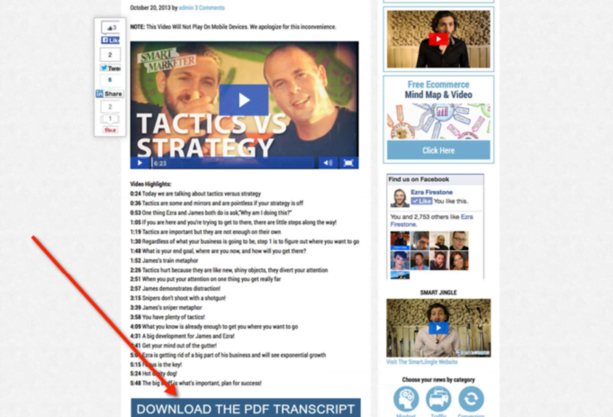 October 20, 2013 by admin 3 Comments
NOTE: This Video Will Not Play On Mobile Devices. We apologize for this inconvenience.
3
Like
2
Twee
6
Share
2
1
Pin it
SMART
MARKETER
TACTICS VS
STRATEGY
6:23
Video Highlights:
0:24 Today we are talking about tactics versus strategy
0:36 Tactics are some and mirrors and are pointless if your strategy is off
0:53 One thing Ezra and James both do is ask,"Why am I doing this?"
1:05 If you are here and you're trying to get to there, there are little steps along the way!
1:19 Tactics are important but they are not enough on their own
1:30 Regardless of what your business is going to be, step 1 is to figure out where you want to go
1:48 What is your end goal, where are you now, and how will you get there?
1:52 James's train metaphor
2:26 Tactics hurt because they are like new, shiny objects, they divert your attention
2:51 When you put your attention on one thing you get really far
2:57 James demonstrates distraction!
3:15 Snipers don't shoot with a shotgun!
3:39 James's sniper metaphor
3:58 You have plenty of tactics!
4:09 What you know is already enough to get you where you want to go
4:31 A big development for James and Ezra!
:41 Get your mind out of the gutter!
Ezra is getting rid of a big part of his business and will see exponential growth
5:15 is the key!
5:24 Hot dog!
5:48 The big is what's important, plan for success!
DOWNLOAD THE PDF TRANSCRIPT
Free Ecommerce
Mind Map & Video
Click Here
Find us on Facebook
Ezra Firestone
Like You like this.
You and 2,753 others like Ezra
Firestone.
SMART JINGLE
Visit The SmartJingle Website
Choose your news by category
Mindset
Traffic